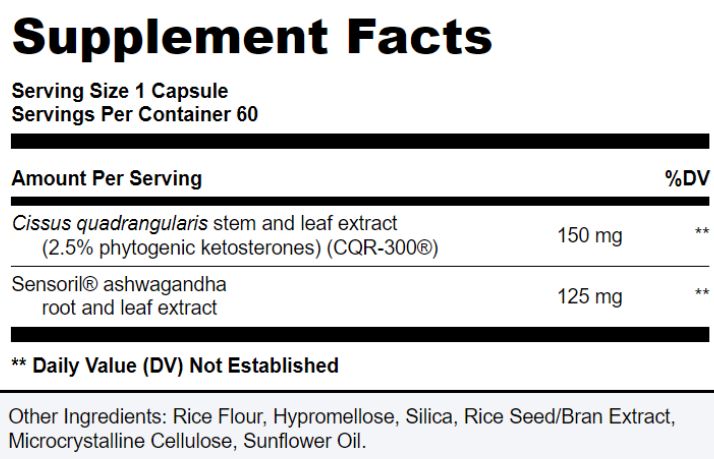 Supplement Facts
Serving Size 1 Capsule
Servings Per Container 60
Amount Per Serving %DV
Cissus quadrangularis stem and leaf extract
(2.5% phytogenic ketosterones) (CQR-300®) 150 mg **
Sensoril® ashwagandha
root and leaf extract 125 mg **
** Daily Value (DV) Not Established
Other Ingredients: Rice Flour, Hypromellose, Silica, Rice Seed/Bran Extract,
Microcrystalline Cellulose, Sunflower Oil.